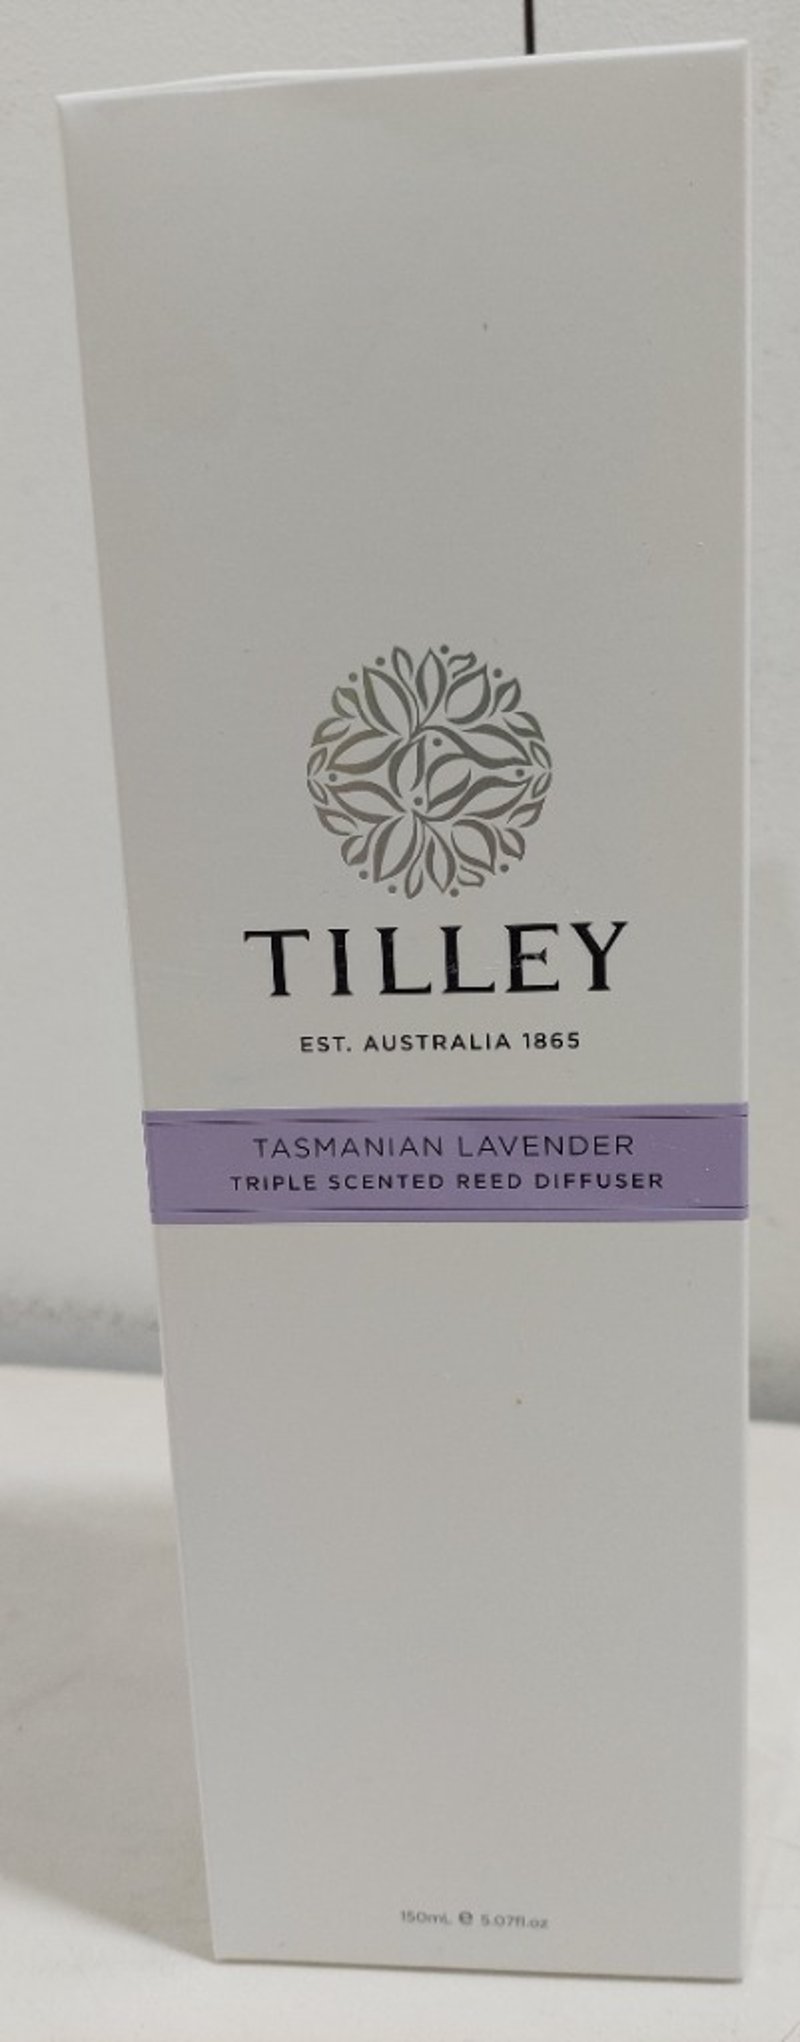 TILLEY
EST. AUSTRALIA 1865
TASMANIAN LAVENDER
TRIPLE SCENTED REED DIFFUSER
150mL ℮ 5.07fl.oz